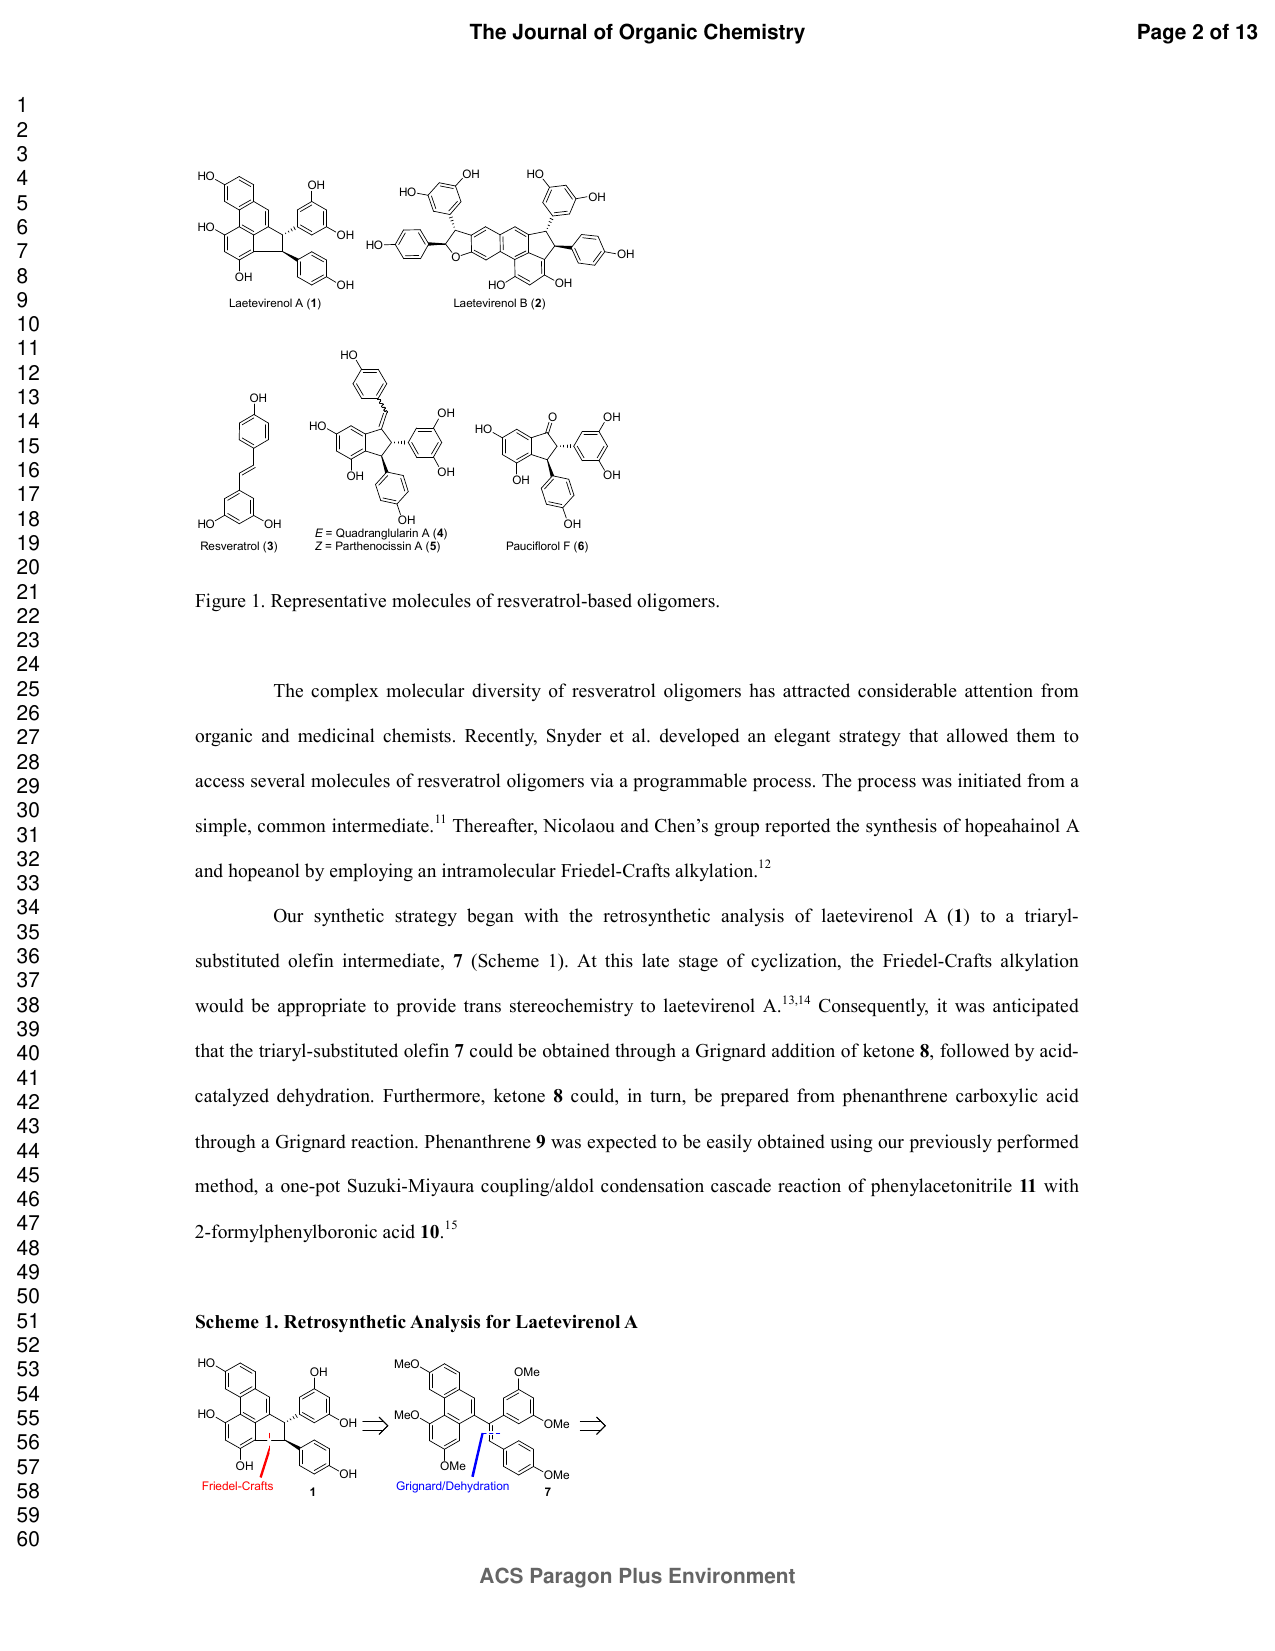 The Journal of Organic Chemistry
Page 2 of 13
1
2
3
4
5
6
7
8
9
10
11
12
13
14
15
16
17
18
19
20
21
22
23
24
25
26
27
28
29
30
31
32
33
34
35
36
37
38
39
40
41
42
43
44
45
46
47
48
49
50
51
52
53
54
55
56
57
58
59
60
HO
OH
HO
OH
OH
OH
Laetevirenol A (1)
OH
HO
HO
OH
HO
O
OH
HO
OH
Laetevirenol B (2)
OH
HO
OH
Resveratrol (3)
HO
OH
HO
OH
OH
OH
E = Quadranglularin A (4)
Z = Parthenocissin A (5)
O
OH
HO
OH
OH
OH
Pauciflorol F (6)
Figure 1. Representative molecules of resveratrol-based oligomers.
The complex molecular diversity of resveratrol oligomers has attracted considerable attention from
organic and medicinal chemists. Recently, Snyder et al. developed an elegant strategy that allowed them to
access several molecules of resveratrol oligomers via a programmable process. The process was initiated from a
simple, common intermediate.11 Thereafter, Nicolaou and Chen's group reported the synthesis of hopeahainol A
and hopeanol by employing an intramolecular Friedel-Crafts alkylation.12
Our synthetic strategy began with the retrosynthetic analysis of laetevirenol A (1) to a triaryl-
substituted olefin intermediate, 7 (Scheme 1). At this late stage of cyclization, the Friedel-Crafts alkylation
would be appropriate to provide trans stereochemistry to laetevirenol A.13,14 Consequently, it was anticipated
that the triaryl-substituted olefin 7 could be obtained through a Grignard addition of ketone 8, followed by acid-
catalyzed dehydration. Furthermore, ketone 8 could, in turn, be prepared from phenanthrene carboxylic acid
through a Grignard reaction. Phenanthrene 9 was expected to be easily obtained using our previously performed
method, a one-pot Suzuki-Miyaura coupling/aldol condensation cascade reaction of phenylacetonitrile 11 with
2-formylphenylboronic acid 10.15
Scheme 1. Retrosynthetic Analysis for Laetevirenol A
HO
OH
HO
OH
OH
OH
Friedel-Crafts
1
MeO
OMe
MeO
OMe
OMe
OMe
Grignard/Dehydration
7
ACS Paragon Plus Environment